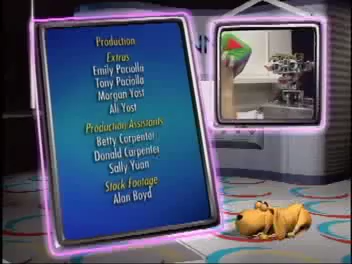 Production
Extras
Emily Paciolla
Tony Paciolla
Morgan Yost
Ali Yost
Production Assistants
Betty Carpenter
Donald Carpenter
Sally Yuan
Stock Footage
Alan Boyd